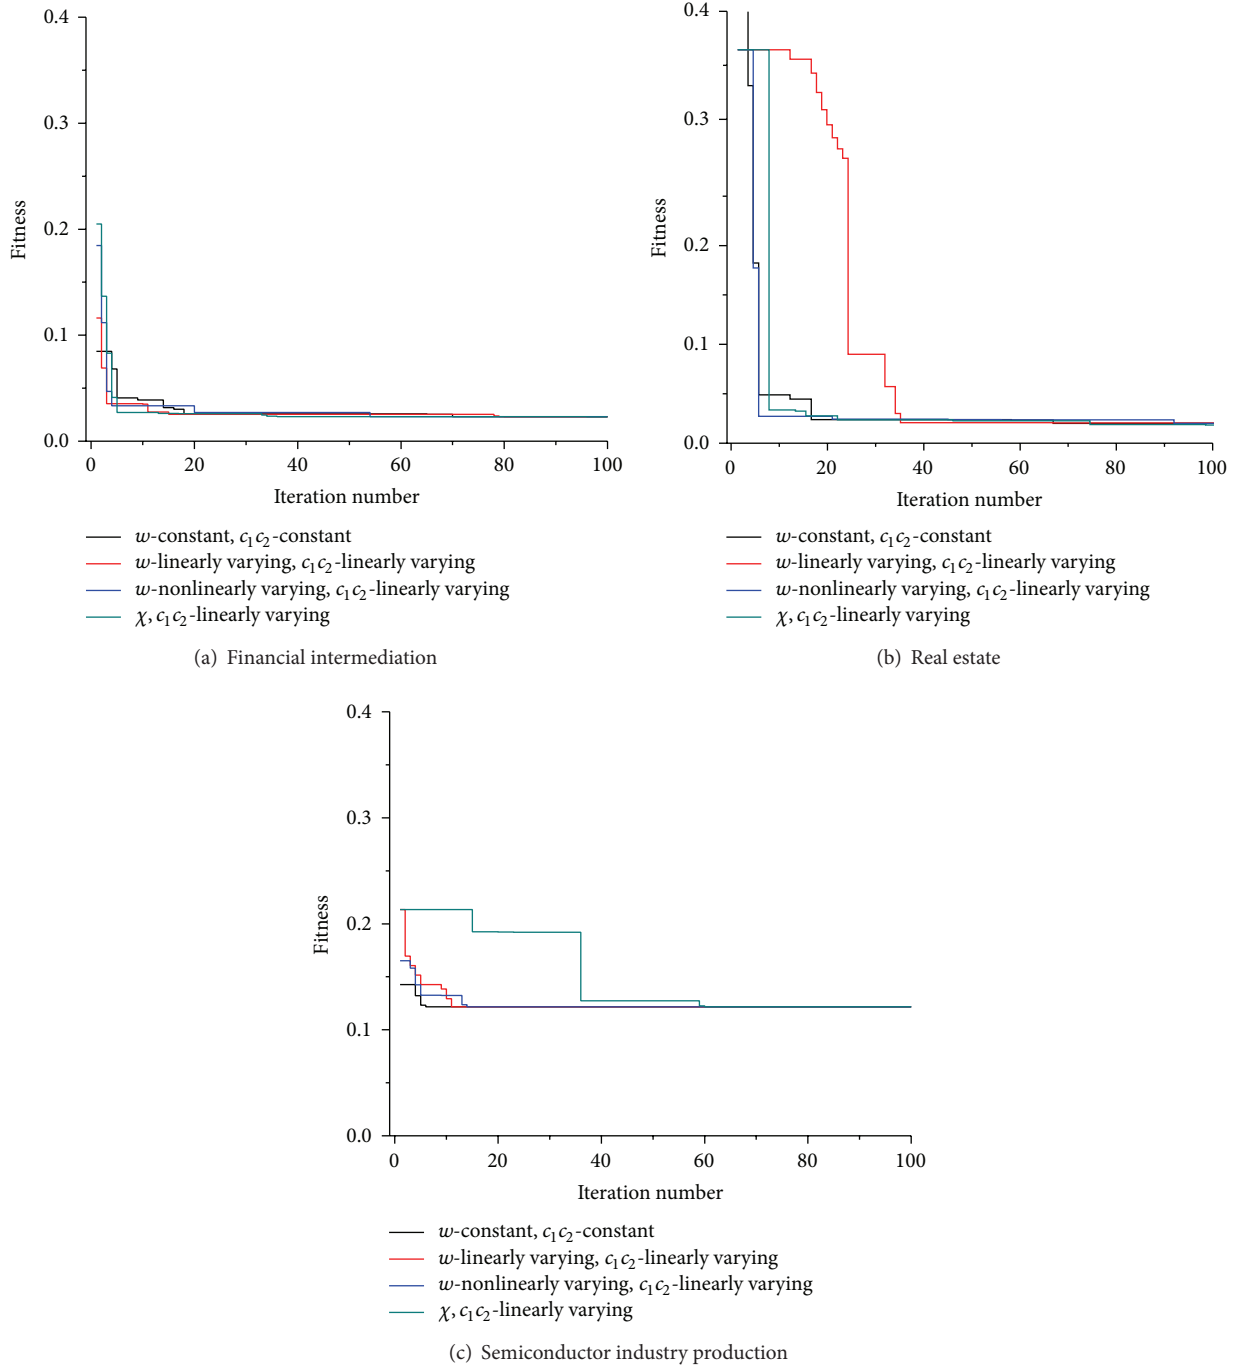 0.4
0.3
0.2
0.1
0.0
Fitness
0
20
40
60
80
100
Iteration number
w-constant, c₁c₂-constant
w-linearly varying, c₁c₂-linearly varying
w-nonlinearly varying, c₁c₂-linearly varying
χ, c₁c₂-linearly varying
(a) Financial intermediation
0.4
0.3
0.2
0.1
0.0
Fitness
0
20
40
60
80
100
Iteration number
w-constant, c₁c₂-constant
w-linearly varying, c₁c₂-linearly varying
w-nonlinearly varying, c₁c₂-linearly varying
χ, c₁c₂-linearly varying
(b) Real estate
0.4
0.3
0.2
0.1
0.0
Fitness
0
20
40
60
80
100
Iteration number
w-constant, c₁c₂-constant
w-linearly varying, c₁c₂-linearly varying
w-nonlinearly varying, c₁c₂-linearly varying
χ, c₁c₂-linearly varying
(c) Semiconductor industry production